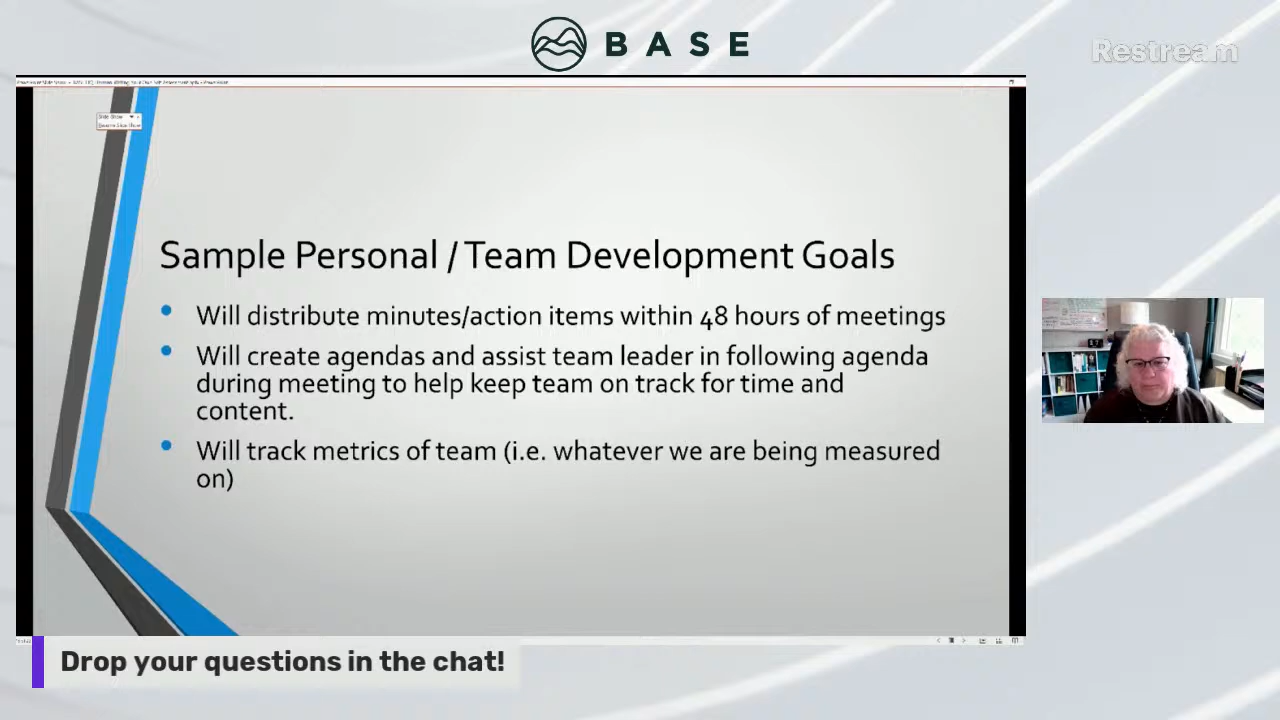 BASE
Restream
Slide Show
Sample Personal / Team Development Goals
• Will distribute minutes/action items within 48 hours of meetings
• Will create agendas and assist team leader in following agenda
during meeting to help keep team on track for time and
content.
• Will track metrics of team (i.e. whatever we are being measured
on)
Drop your questions in the chat!